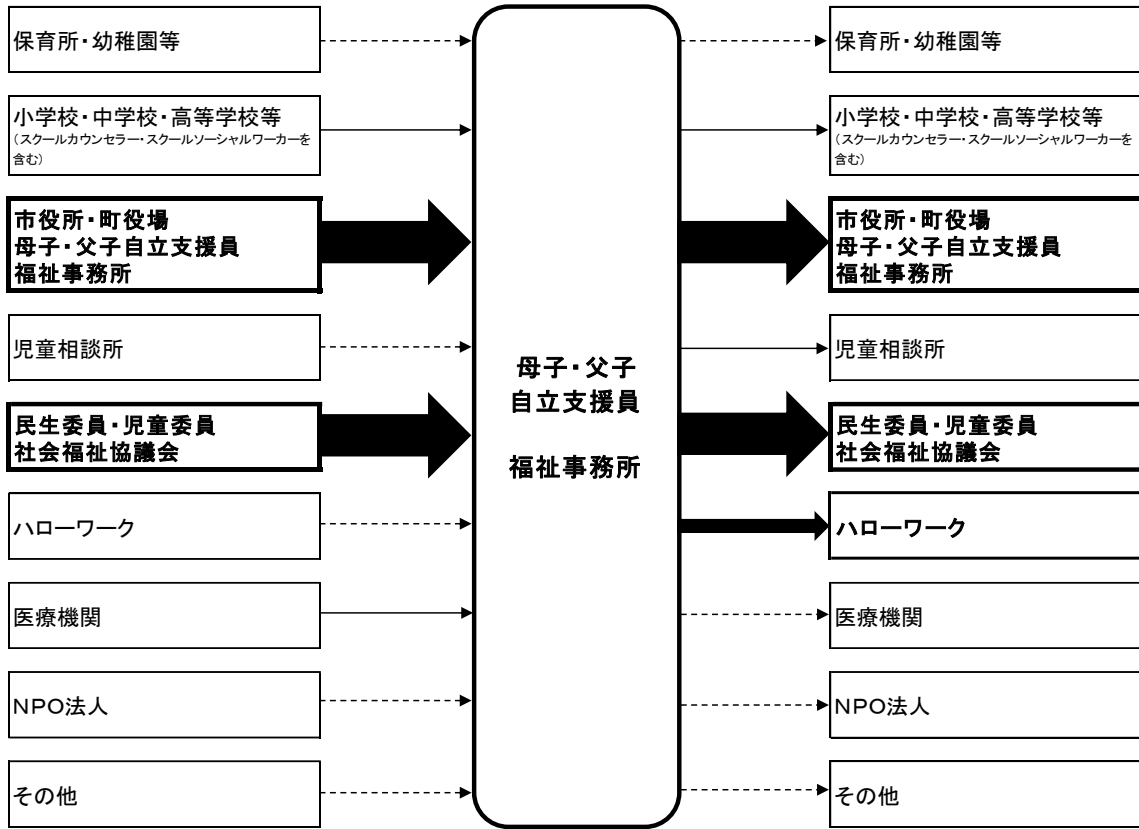 保育所・幼稚園等
小学校・中学校・高等学校等
（スクールカウンセラー・スクールソーシャルワーカーを
含む）
市役所・町役場
母子・父子自立支援員
福祉事務所
児童相談所
民生委員・児童委員
社会福祉協議会
ハローワーク
医療機関
NPO法人
その他
母子・父子
自立支援員
福祉事務所
保育所・幼稚園等
小学校・中学校・高等学校等
（スクールカウンセラー・スクールソーシャルワーカーを
含む）
市役所・町役場
母子・父子自立支援員
福祉事務所
児童相談所
民生委員・児童委員
社会福祉協議会
ハローワーク
医療機関
NPO法人
その他